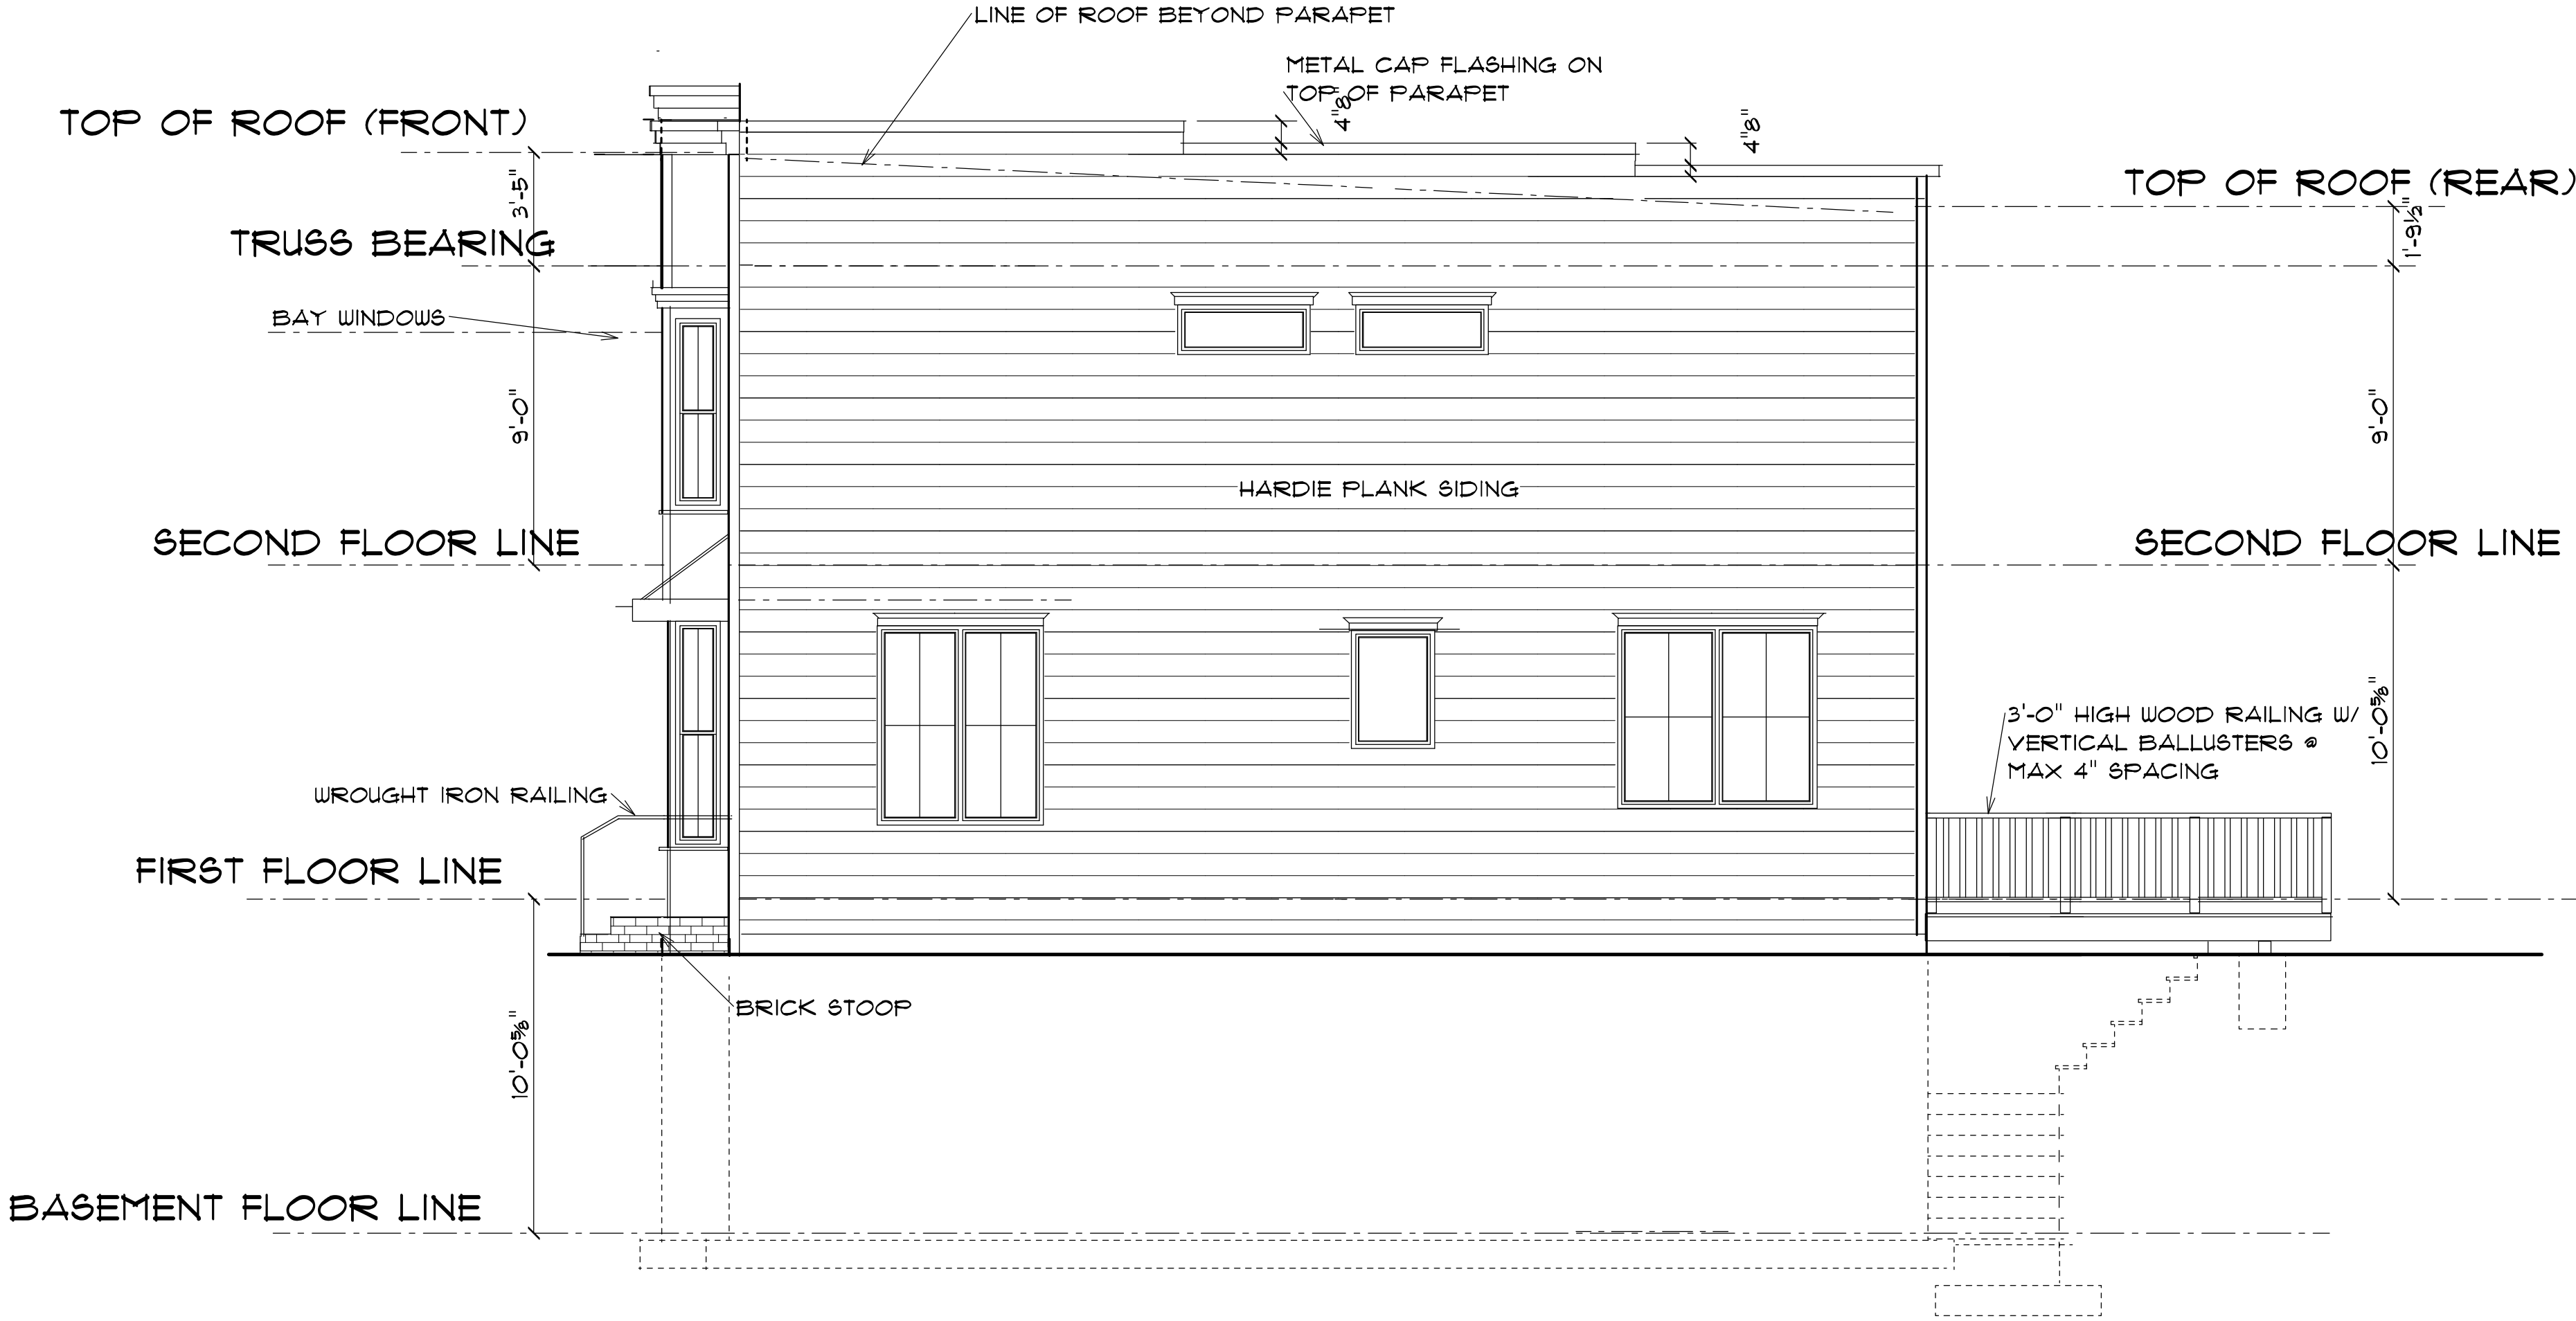 LINE OF ROOF BEYOND PARAPET
METAL CAP FLASHING ON
TOP OF PARAPET
4"8"
4"8"
TOP OF ROOF (FRONT)
3'-5"
TOP OF ROOF (REAR)
1'-9½"
TRUSS BEARING
BAY WINDOWS
9'-0"
9'-0"
HARDIE PLANK SIDING
SECOND FLOOR LINE
SECOND FLOOR LINE
3'-0" HIGH WOOD RAILING W/
VERTICAL BALLUSTERS @
MAX 4" SPACING
10'-0⅝"
WROUGHT IRON RAILING
FIRST FLOOR LINE
BRICK STOOP
10'-0⅝"
BASEMENT FLOOR LINE